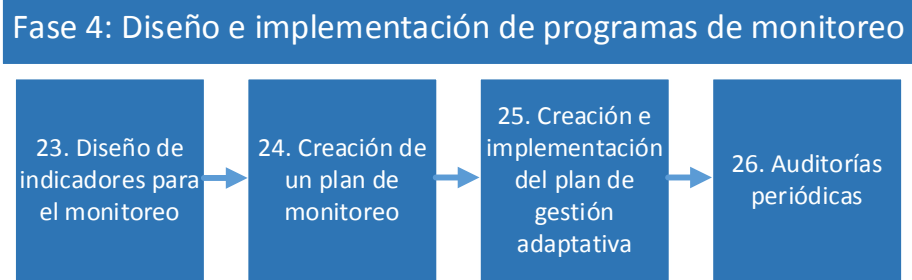 Fase 4: Diseño e implementación de programas de monitoreo
23. Diseño de
indicadores para
el monitoreo
24. Creación de
un plan de
monitoreo
25. Creación e
implementación
del plan de
gestión
adaptativa
26. Auditorías
periódicas